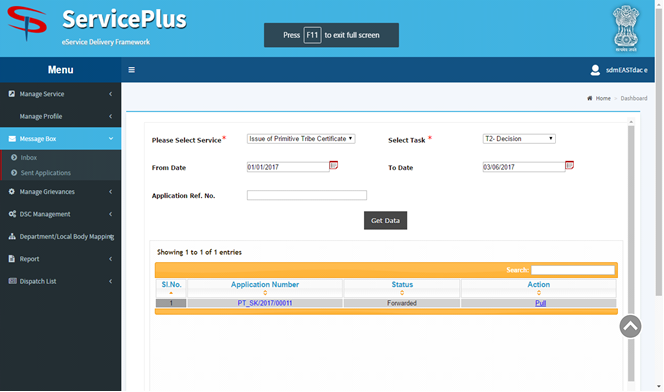 ServicePlus
eService Delivery Framework
Press F11 to exit full screen
Menu
sdmEASTdac e
Home > Dashboard
Manage Service
Manage Profile
Message Box
Inbox
Sent Applications
Manage Grievances
DSC Management
Department/Local Body Mapping
Report
Dispatch List
Please Select Service* Issue of Primitive Tribe Certificate Select Task * T2- Decision
From Date 01/01/2017 To Date 03/06/2017
Application Ref. No.
Get Data
Showing 1 to 1 of 1 entries
Search:
Sl.No. Application Number Status Action
1 PT_SK/2017/00011 Forwarded Pull